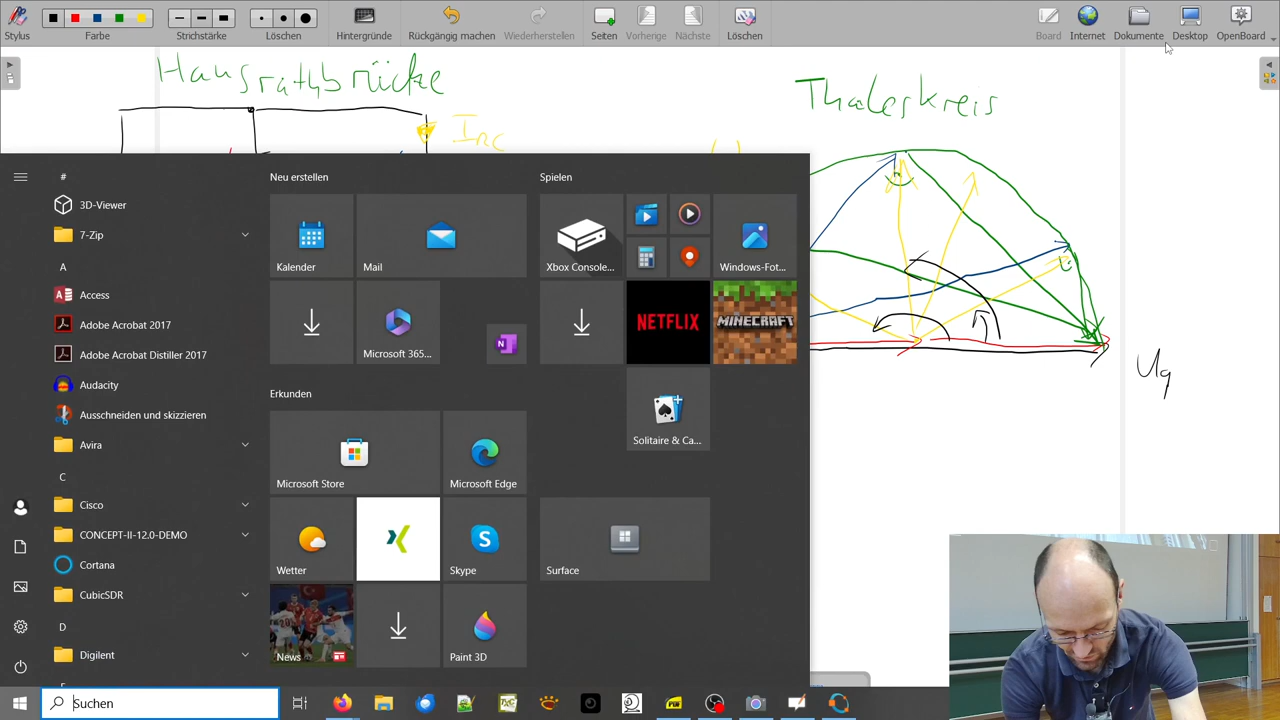 Stylus
Farbe
Strichstärke
Löschen
Hintergründe
Rückgängig machen
Wiederherstellen
Seiten
Vorherige
Nächste
Löschen
Board
Internet
Dokumente
Desktop
OpenBoard
Hausrathbrücke
Thaleskreis
IRC
Uq
#
3D-Viewer
7-Zip
A
Access
Adobe Acrobat 2017
Adobe Acrobat Distiller 2017
Audacity
Ausschneiden und skizzieren
Avira
C
Cisco
CONCEPT-II-12.0-DEMO
Cortana
CubicSDR
D
Digilent
Neu erstellen
Kalender
Mail
Microsoft 365...
N
Erkunden
Microsoft Store
Microsoft Edge
Wetter
Skype
News
Paint 3D
Spielen
Xbox Console...
Windows-Fot...
NETFLIX
MINECRAFT
Solitaire & Ca...
Surface
Suchen